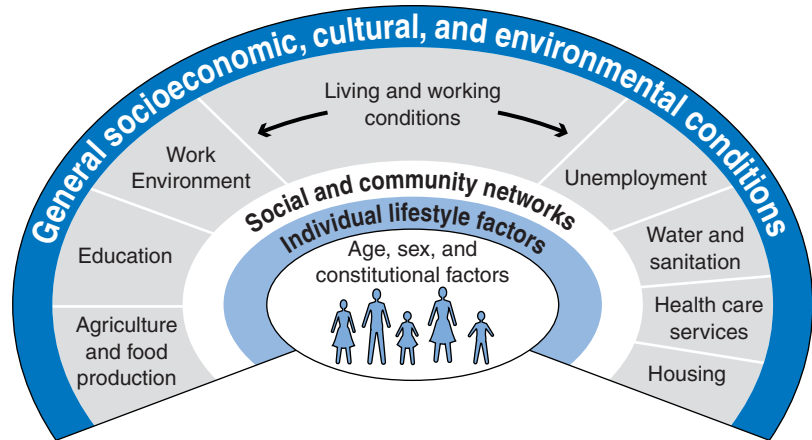 General socioeconomic, cultural, and environmental conditions
Living and working
conditions
Work
Environment
Unemployment
Social and community networks
Education
Water and
sanitation
Individual lifestyle factors
Age, sex, and
constitutional factors
Agriculture
and food
production
Health care
services
Housing